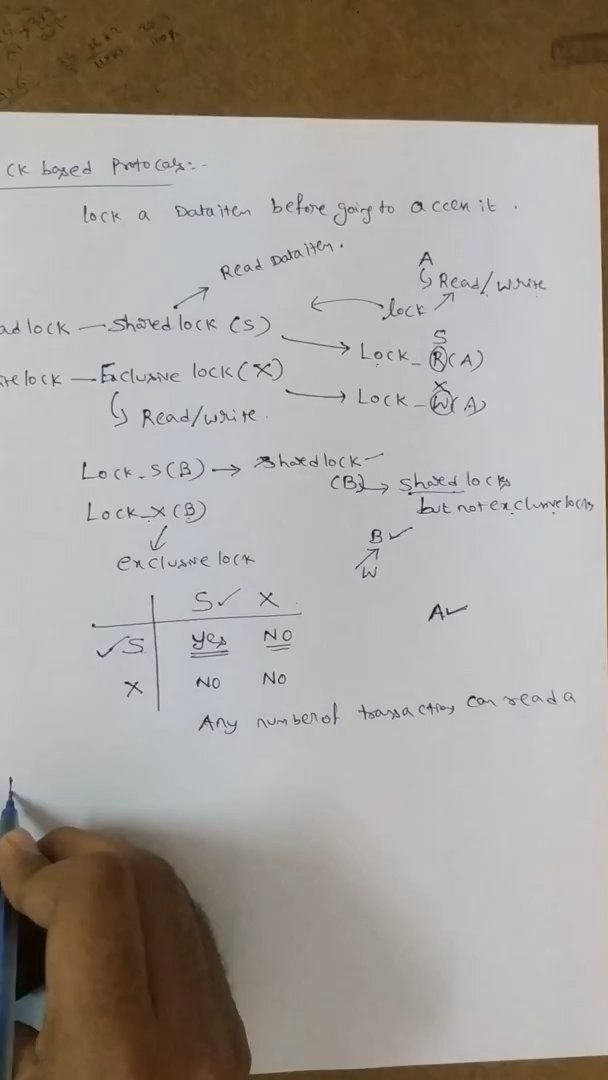 ck based Protocals:-
lock a Dataitem before going to accen it.
Read Dataitem.
A
Read/write
lock
ad lock — shared lock (S)
S
Lock_R(A)
lock — Exclusive lock(X)
X
Lock_W(A)
Read/write.
Lock_S(B) → shared lock
(B) → shared locks
but not exclusive locks
Lock_X(B)
exclusive lock
B ✓
W
S ✓ X
A ✓
✓ S yes NO
X NO NO
Any number of transactions can read a